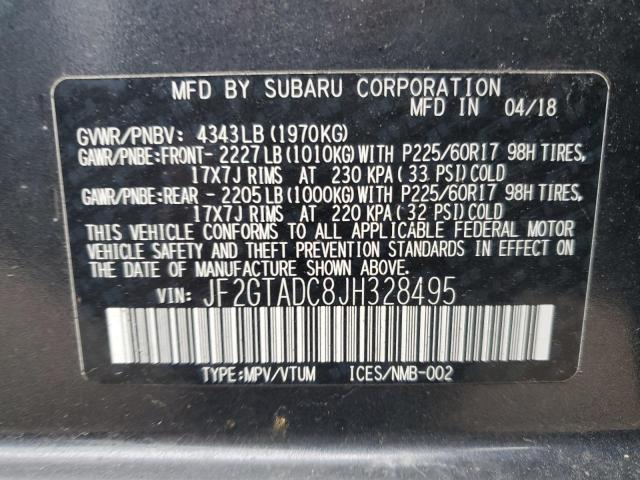 MFD BY SUBARU CORPORATION
MFD IN 04/18
GVWR/PNBV: 4343LB(1970KG)
GAWR/PNBE:FRONT- 2227LB(1010KG)WITH P225/60R17 98H TIRES,
17X7J RIMS AT 230 KPA(33 PSI)COLD
GAWR/PNBE:REAR - 2205LB(1000KG)WITH P225/60R17 98H TIRES,
17X7J RIMS AT 220 KPA(32 PSI)COLD
THIS VEHICLE CONFORMS TO ALL APPLICABLE FEDERAL MOTOR
VEHICLE SAFETY AND THEFT PREVENTION STANDARDS IN EFFECT ON
THE DATE OF MANUFACTURE SHOWN ABOVE.
VIN: JF2GTADC8JH328495
TYPE:MPV/VTUM ICES/NMB-002